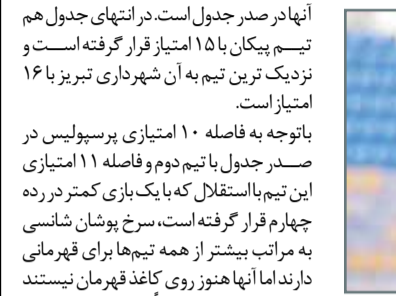 آنها در صدر جدول است. در انتهای جدول هم
تیـــم پیکان با ۱۵ امتیاز قرار گرفته اســـت و
نزدیک ترین تیم به آن شهرداری تبریز با ۱۶
امتیاز است.
باتوجه به فاصله ۱۰ امتیازی پرسپولیس در
صـــدر جدول با تیم دوم و فاصله ۱۱ امتیازی
این تیم با استقلال که با یک بازی کمتر در رده
چهارم قرار گرفته است، سرخ پوشان شانسی
به مراتب بیشتر از همه تیم‌ها برای قهرمانی
دارند اما آنها هنوز روی کاغذ قهرمان نیستند